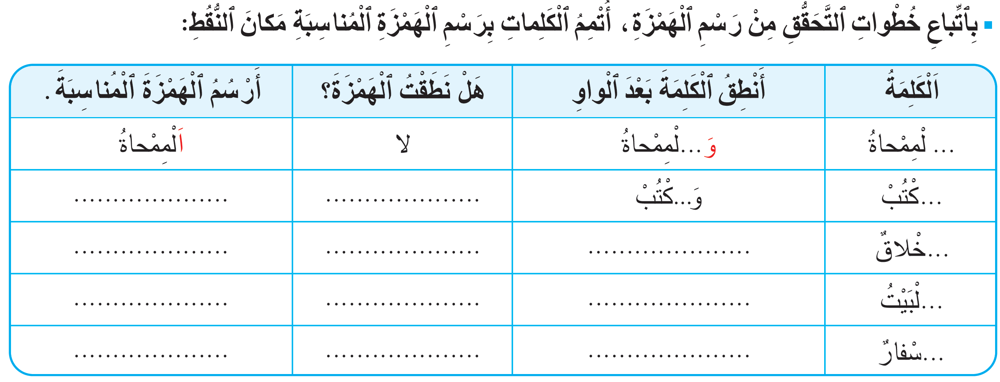 ▪ بِٱتِّباعِ خُطْواتِ ٱلتَّحَقُّقِ مِنْ رَسْمِ ٱلْهَمْزَةِ، أُتْمِمُ ٱلْكَلِماتِ بِرَسْمِ ٱلْهَمْزَةِ ٱلْمُناسِبَةِ مَكانَ ٱلنُّقُطِ:
اَلْكَلِمَةُ أَنْطِقُ ٱلْكَلِمَةَ بَعْدَ ٱلْواوِ هَلْ نَطَقْتُ ٱلْهَمْزَةَ؟ أَرْسُمُ ٱلْهَمْزَةَ ٱلْمُناسِبَةَ.
... لْمِمْحاةُ وَ...لْمِمْحاةُ لا اَلْمِمْحاةُ
...كْتُبْ وَ...كْتُبْ .................... ....................
...خْلاقٌ ..................... .................... ....................
...لْبَيْتُ ..................... .................... ....................
...سْفارٌ ..................... .................... ....................